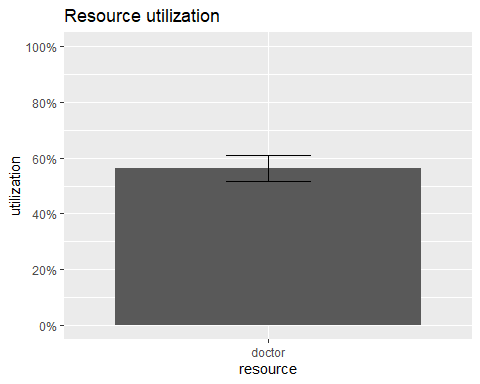 Resource utilization
100%
80%
60%
40%
20%
0%
utilization
doctor
resource